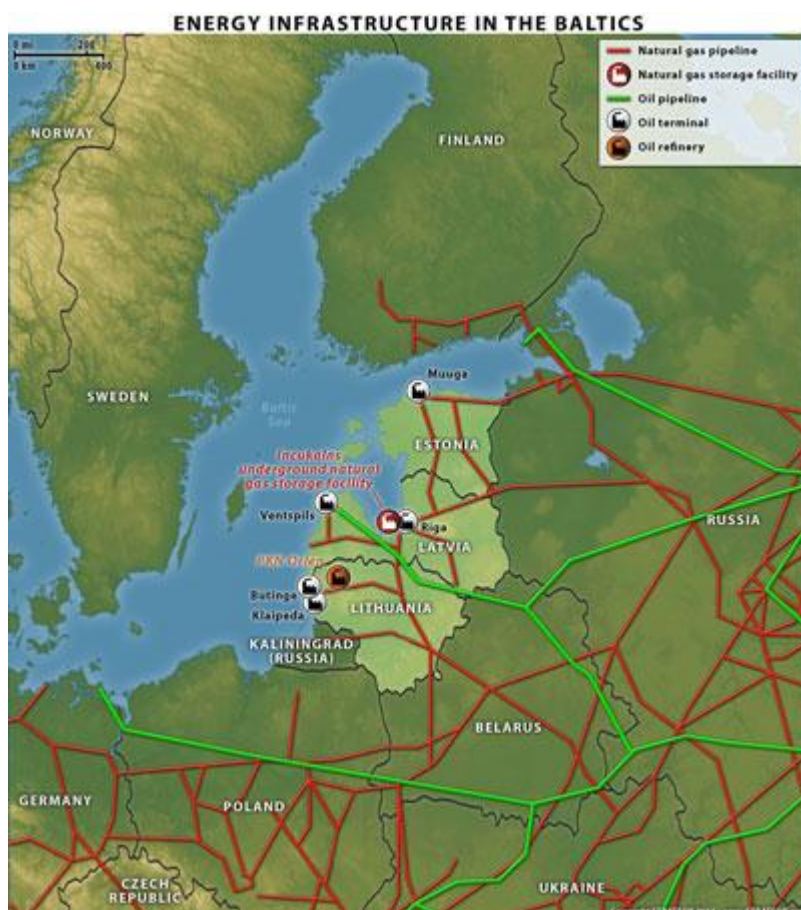 ENERGY INFRASTRUCTURE IN THE BALTICS
0 mi 200
0 km 400
Natural gas pipeline
Natural gas storage facility
Oil pipeline
Oil terminal
Oil refinery
NORWAY
FINLAND
SWEDEN
Baltic
Sea
Muuga
ESTONIA
Incukalns
underground natural
gas storage facility
Ventspils
Riga
RUSSIA
LATVIA
PKN Orlen
Butinge
Klaipeda
LITHUANIA
KALININGRAD
(RUSSIA)
BELARUS
GERMANY
POLAND
CZECH
REPUBLIC
UKRAINE